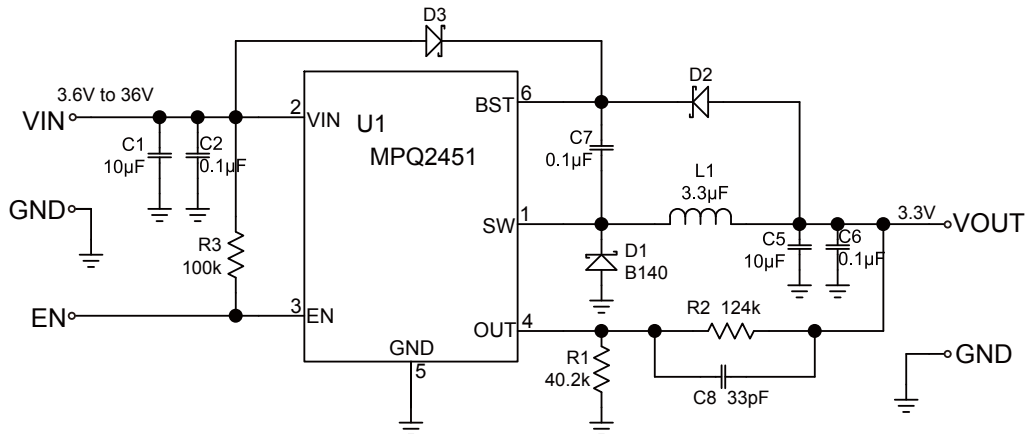 D3
3.6V to 36V
VIN
C1
10μF
C2
0.1μF
2
VIN
U1
MPQ2451
BST
6
D2
C7
0.1μF
L1
3.3μF
GND
R3
100k
SW
1
D1
B140
C5
10μF
C6
0.1μF
3.3V
VOUT
EN
3
EN
OUT
4
R2 124k
GND
5
R1
40.2k
C8 33pF
GND